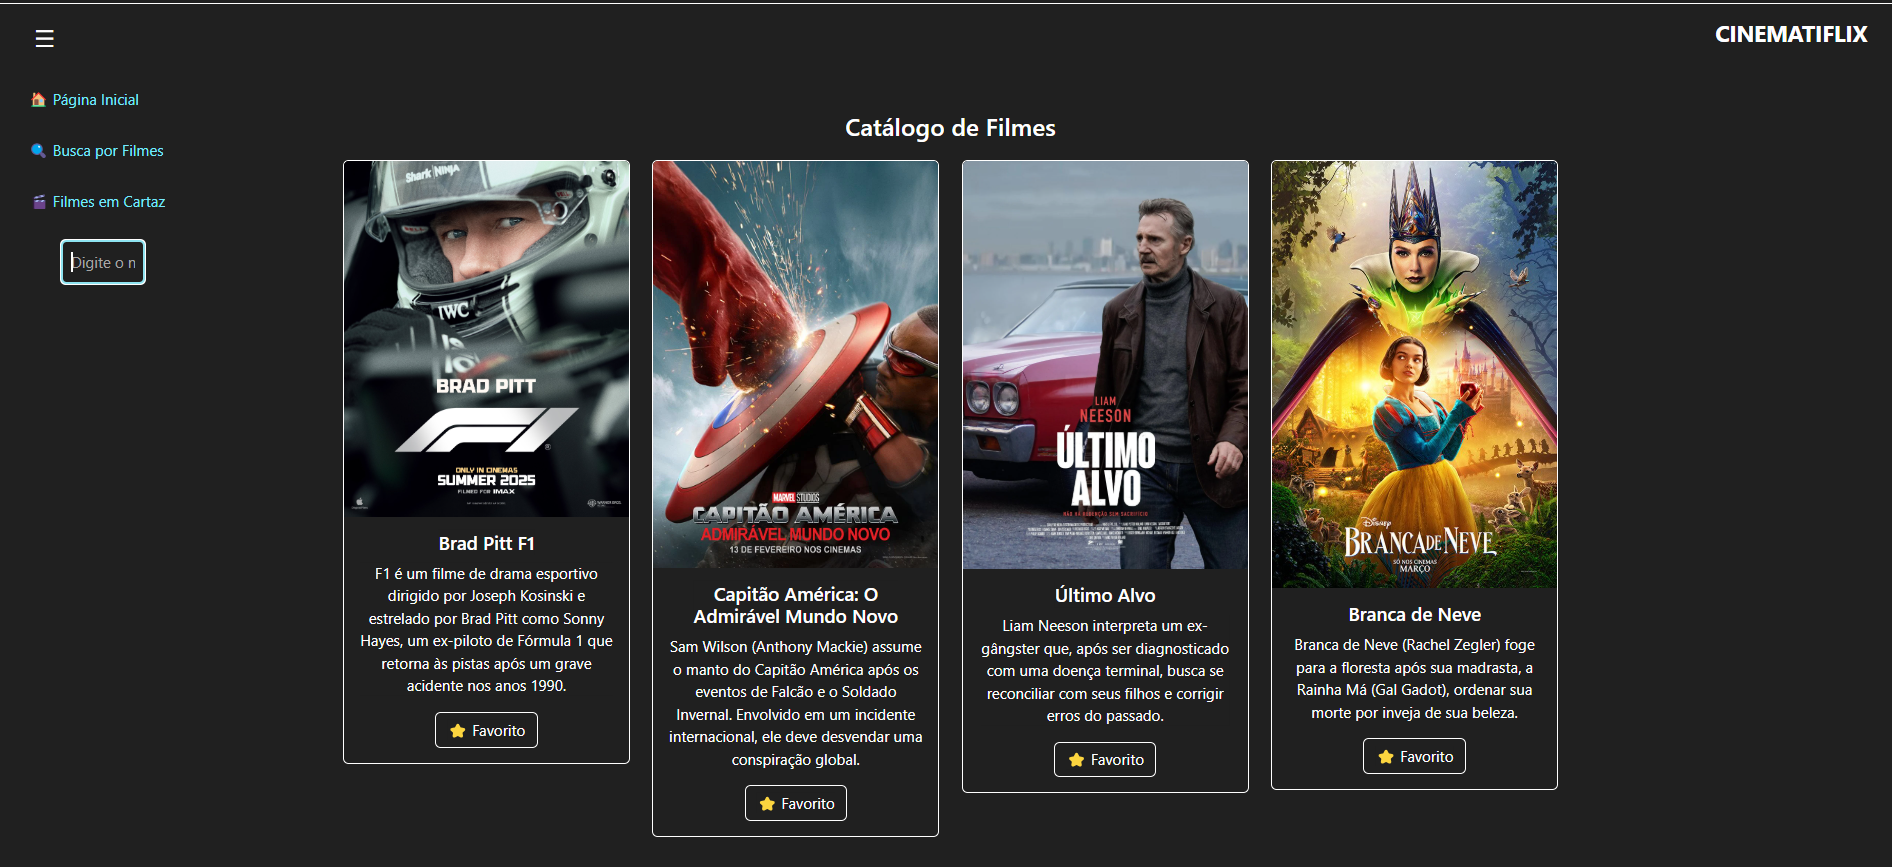 ☰
CINEMATIFLIX
Página Inicial
Busca por Filmes
Filmes em Cartaz
Digite o n
Catálogo de Filmes
Shark NINJA
IWC
BRAD PITT
ONLY IN CINEMAS
SUMMER 2025
FILMED FOR IMAX
Brad Pitt F1
F1 é um filme de drama esportivo
dirigido por Joseph Kosinski e
estrelado por Brad Pitt como Sonny
Hayes, um ex-piloto de Fórmula 1 que
retorna às pistas após um grave
acidente nos anos 1990.
Favorito
MARVEL STUDIOS
CAPITÃO AMÉRICA
ADMIRÁVEL MUNDO NOVO
13 DE FEVEREIRO NOS CINEMAS
Capitão América: O
Admirável Mundo Novo
Sam Wilson (Anthony Mackie) assume
o manto do Capitão América após os
eventos de Falcão e o Soldado
Invernal. Envolvido em um incidente
internacional, ele deve desvendar uma
conspiração global.
Favorito
LIAM
NEESON
ÚLTIMO
ALVO
NÃO HÁ REDENÇÃO SEM SACRIFÍCIO
Último Alvo
Liam Neeson interpreta um ex-
gângster que, após ser diagnosticado
com uma doença terminal, busca se
reconciliar com seus filhos e corrigir
erros do passado.
Favorito
Disney
BRANCA DE NEVE
SÓ NOS CINEMAS
MARÇO
Branca de Neve
Branca de Neve (Rachel Zegler) foge
para a floresta após sua madrasta, a
Rainha Má (Gal Gadot), ordenar sua
morte por inveja de sua beleza.
Favorito